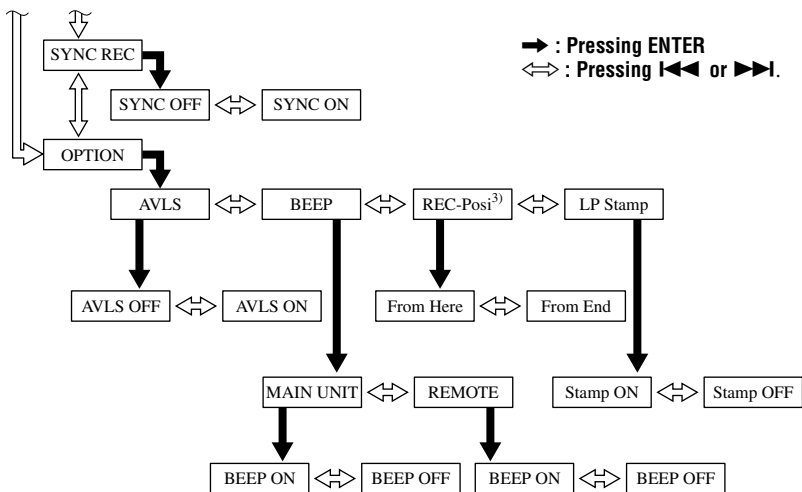 SYNC REC
: Pressing ENTER
: Pressing ⏮ or ⏭.
SYNC OFF SYNC ON
OPTION
AVLS BEEP REC-Posi3) LP Stamp
AVLS OFF AVLS ON From Here From End
MAIN UNIT REMOTE Stamp ON Stamp OFF
BEEP ON BEEP OFF BEEP ON BEEP OFF